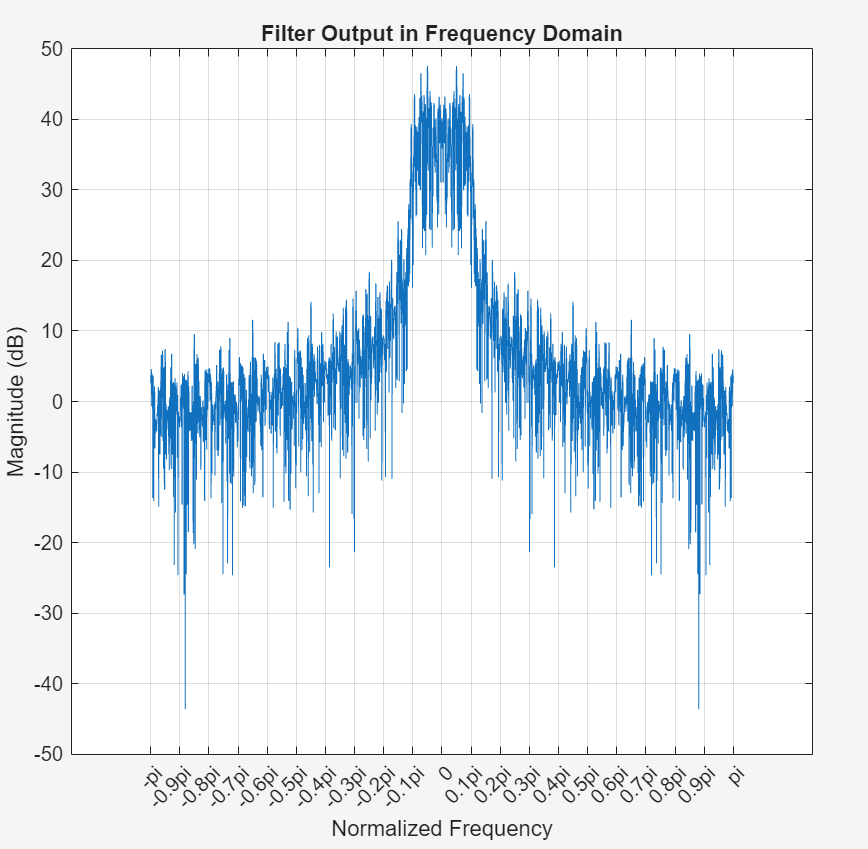 Filter Output in Frequency Domain
50
40
30
20
10
0
-10
-20
-30
-40
-50
Magnitude (dB)
-pi
-0.9pi
-0.8pi
-0.7pi
-0.6pi
-0.5pi
-0.4pi
-0.3pi
-0.2pi
-0.1pi
0
0.1pi
0.2pi
0.3pi
0.4pi
0.5pi
0.6pi
0.7pi
0.8pi
0.9pi
pi
Normalized Frequency